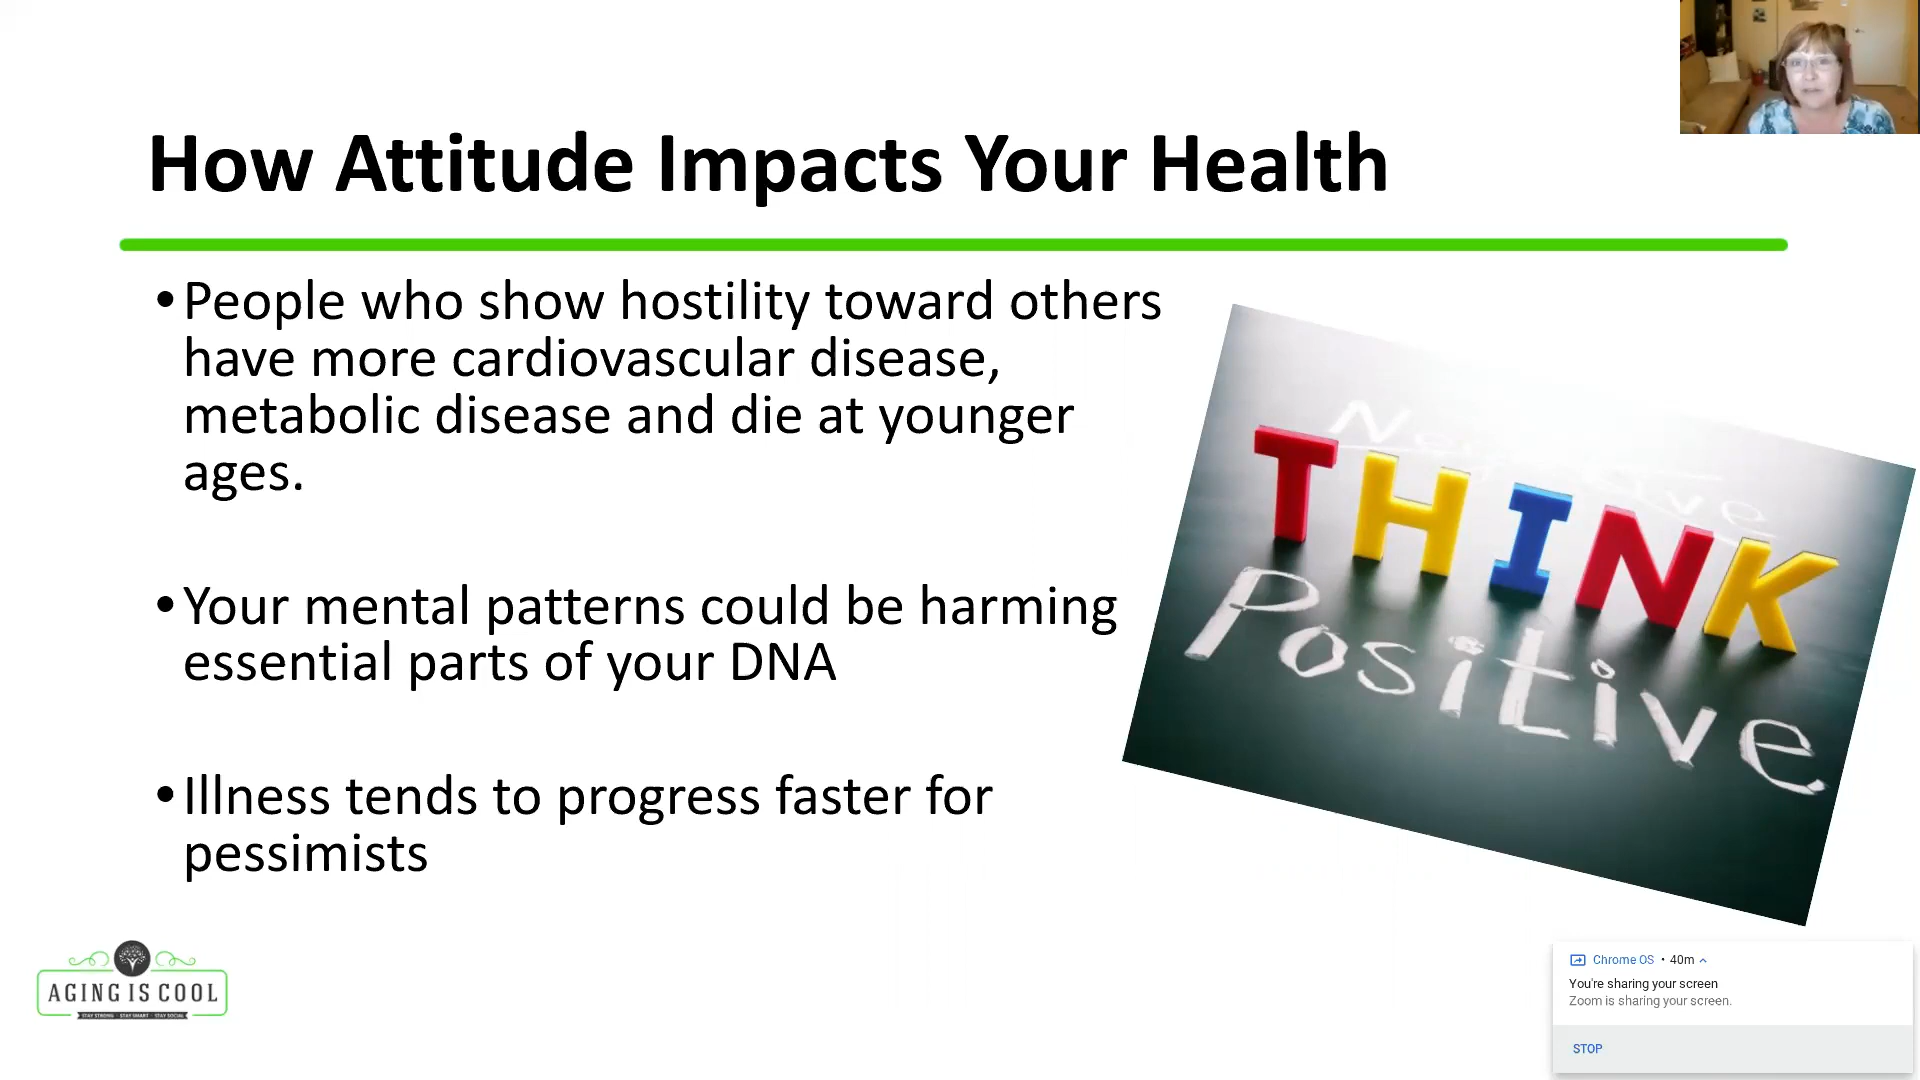 How Attitude Impacts Your Health
•People who show hostility toward others
have more cardiovascular disease,
metabolic disease and die at younger
ages.
•Your mental patterns could be harming
essential parts of your DNA
•Illness tends to progress faster for
pessimists
Negative
THINK
Positive
AGING IS COOL
STAY STRONG · STAY SMART · STAY SOCIAL
Chrome OS • 40m
You're sharing your screen
Zoom is sharing your screen.
STOP